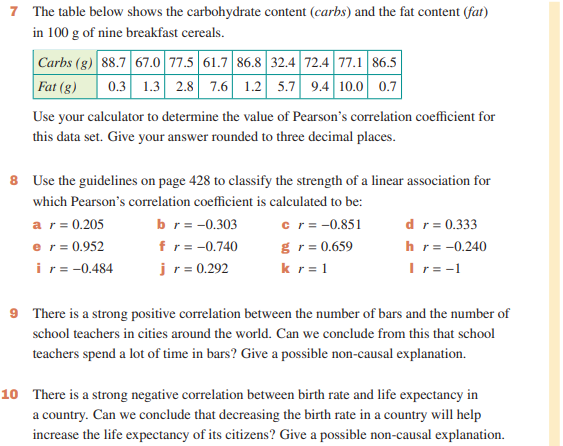 7 The table below shows the carbohydrate content (carbs) and the fat content (fat)
in 100 g of nine breakfast cereals.
Carbs (g) 88.7 67.0 77.5 61.7 86.8 32.4 72.4 77.1 86.5
Fat (g) 0.3 1.3 2.8 7.6 1.2 5.7 9.4 10.0 0.7
Use your calculator to determine the value of Pearson's correlation coefficient for
this data set. Give your answer rounded to three decimal places.
8 Use the guidelines on page 428 to classify the strength of a linear association for
which Pearson's correlation coefficient is calculated to be:
a r = 0.205 b r = −0.303 c r = −0.851 d r = 0.333
e r = 0.952 f r = −0.740 g r = 0.659 h r = −0.240
i r = −0.484 j r = 0.292 k r = 1 l r = −1
9 There is a strong positive correlation between the number of bars and the number of
school teachers in cities around the world. Can we conclude from this that school
teachers spend a lot of time in bars? Give a possible non-causal explanation.
10 There is a strong negative correlation between birth rate and life expectancy in
a country. Can we conclude that decreasing the birth rate in a country will help
increase the life expectancy of its citizens? Give a possible non-causal explanation.